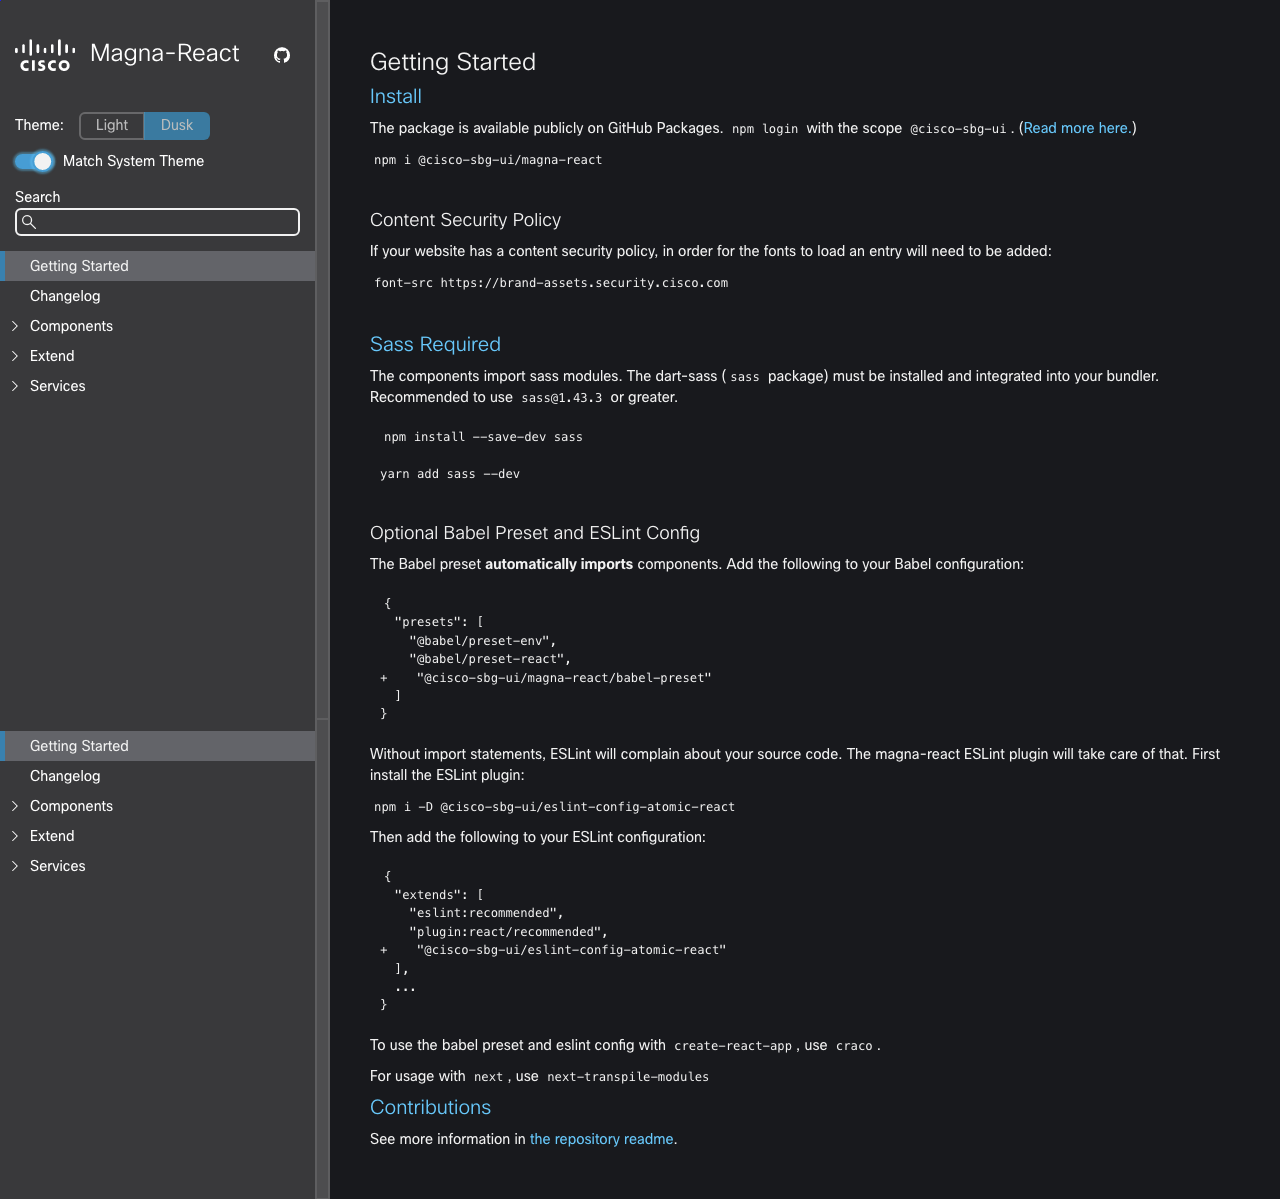 cisco
Magna-React
Theme:
Light
Dusk
Match System Theme
Search
Getting Started
Changelog
Components
Extend
Services
Getting Started
Changelog
Components
Extend
Services
Getting Started
Install
The package is available publicly on GitHub Packages. npm login with the scope @cisco-sbg-ui. (Read more here.)
npm i @cisco-sbg-ui/magna-react
Content Security Policy
If your website has a content security policy, in order for the fonts to load an entry will need to be added:
font-src https://brand-assets.security.cisco.com
Sass Required
The components import sass modules. The dart-sass ( sass package) must be installed and integrated into your bundler.
Recommended to use sass@1.43.3 or greater.
npm install --save-dev sass
yarn add sass --dev
Optional Babel Preset and ESLint Config
The Babel preset automatically imports components. Add the following to your Babel configuration:
{
"presets": [
"@babel/preset-env",
"@babel/preset-react",
+    "@cisco-sbg-ui/magna-react/babel-preset"
]
}
Without import statements, ESLint will complain about your source code. The magna-react ESLint plugin will take care of that. First
install the ESLint plugin:
npm i -D @cisco-sbg-ui/eslint-config-atomic-react
Then add the following to your ESLint configuration:
{
"extends": [
"eslint:recommended",
"plugin:react/recommended",
+    "@cisco-sbg-ui/eslint-config-atomic-react"
],
...
}
To use the babel preset and eslint config with create-react-app, use craco.
For usage with next, use next-transpile-modules
Contributions
See more information in the repository readme.